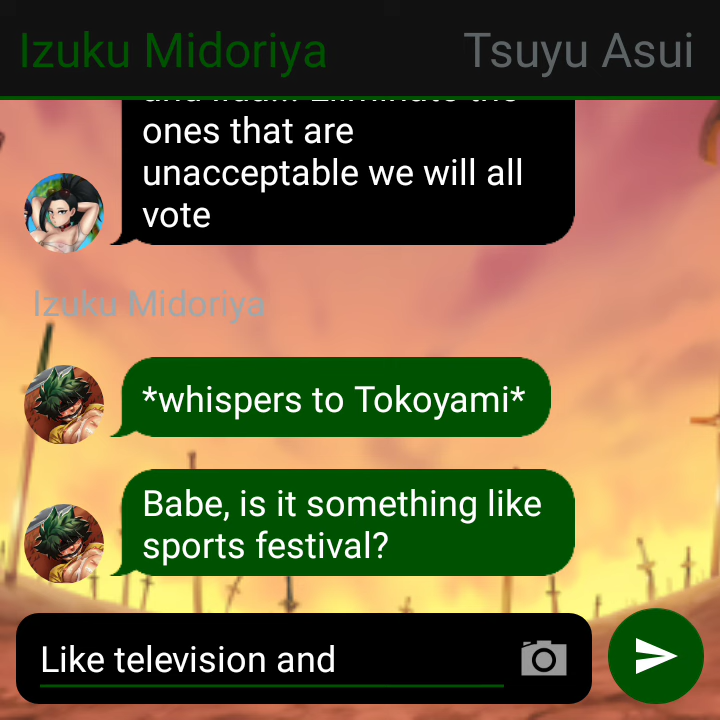 Izuku Midoriya
Tsuyu Asui
ones that are
unacceptable we will all
vote
Izuku Midoriya
*whispers to Tokoyami*
Babe, is it something like
sports festival?
Like television and